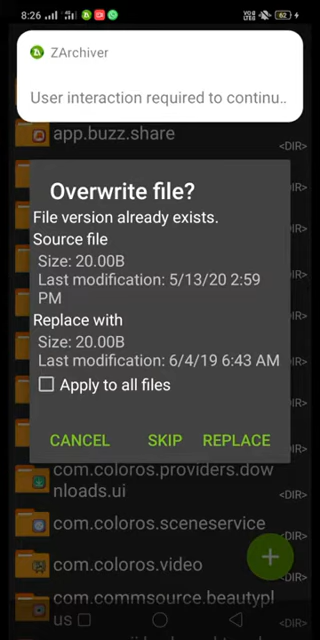 8:26
62
ZArchiver
User interaction required to continu..
app.buzz.share
<DIR>
Overwrite file?
File version already exists.
Source file
Size: 20.00B
Last modification: 5/13/20 2:59
PM
Replace with
Size: 20.00B
Last modification: 6/4/19 6:43 AM
Apply to all files
CANCEL SKIP REPLACE
com.coloros.providers.dow
nloads.ui
<DIR>
com.coloros.sceneservice
<DIR>
com.coloros.video
com.commsource.beautypl
us
<DIR>